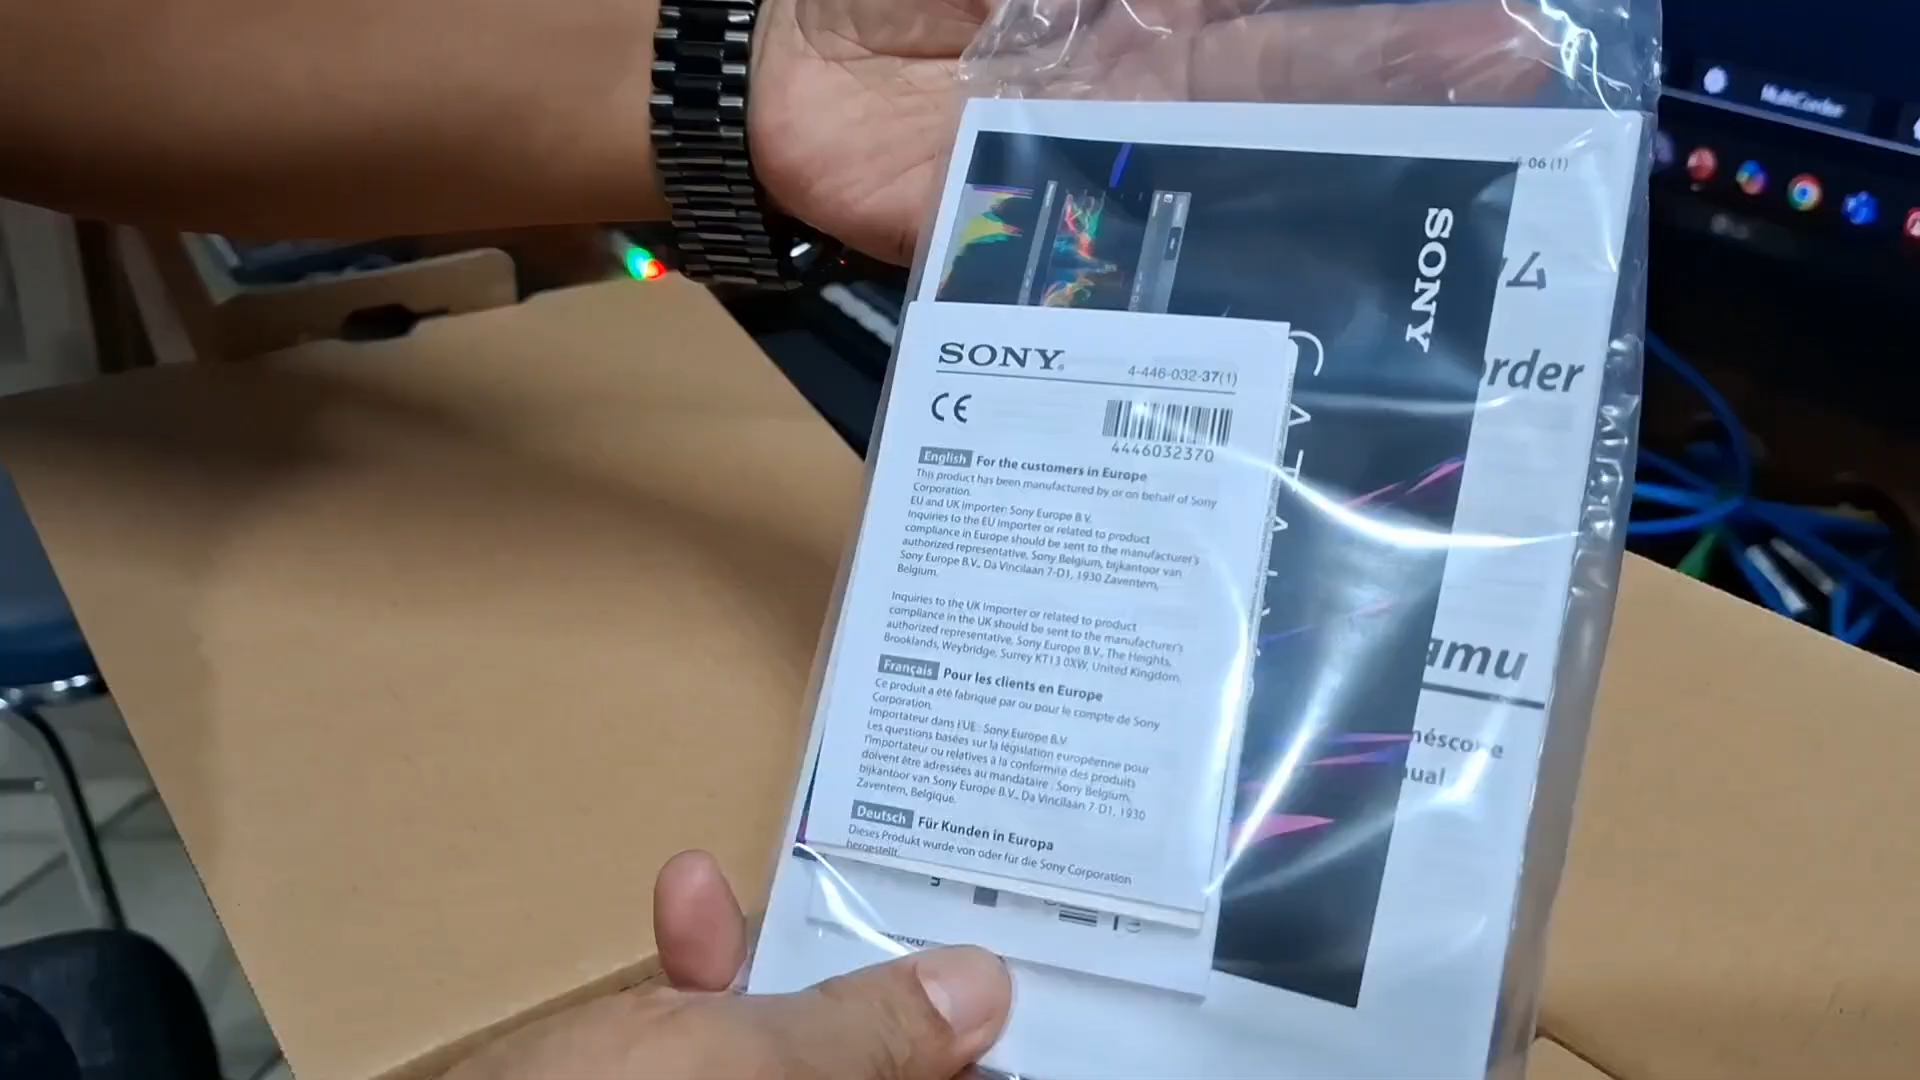 SONY
4-446-032-37(1)
CE
4446032370
English For the customers in Europe
This product has been manufactured by or on behalf of Sony
Corporation.
EU and UK Importer: Sony Europe B.V.
Inquiries to the EU Importer or related to product
compliance in Europe should be sent to the manufacturer's
authorized representative, Sony Belgium, bijkantoor van
Sony Europe B.V., Da Vincilaan 7-D1, 1930 Zaventem,
Belgium.
Inquiries to the UK Importer or related to product
compliance in the UK should be sent to the manufacturer's
authorized representative, Sony Europe B.V., The Heights,
Brooklands, Weybridge, Surrey KT13 0XW, United Kingdom.
Français Pour les clients en Europe
Ce produit a été fabriqué par ou pour le compte de Sony
Corporation.
Importateur dans l'UE : Sony Europe B.V.
Les questions basées sur la législation européenne pour
l'importateur ou relatives à la conformité des produits
doivent être adressées au mandataire : Sony Belgium,
bijkantoor van Sony Europe B.V., Da Vincilaan 7-D1, 1930
Zaventem, Belgique.
Deutsch Für Kunden in Europa
Dieses Produkt wurde von oder für die Sony Corporation
hergestellt.
SONY
06 (1)
rder
amu
MultiCorder